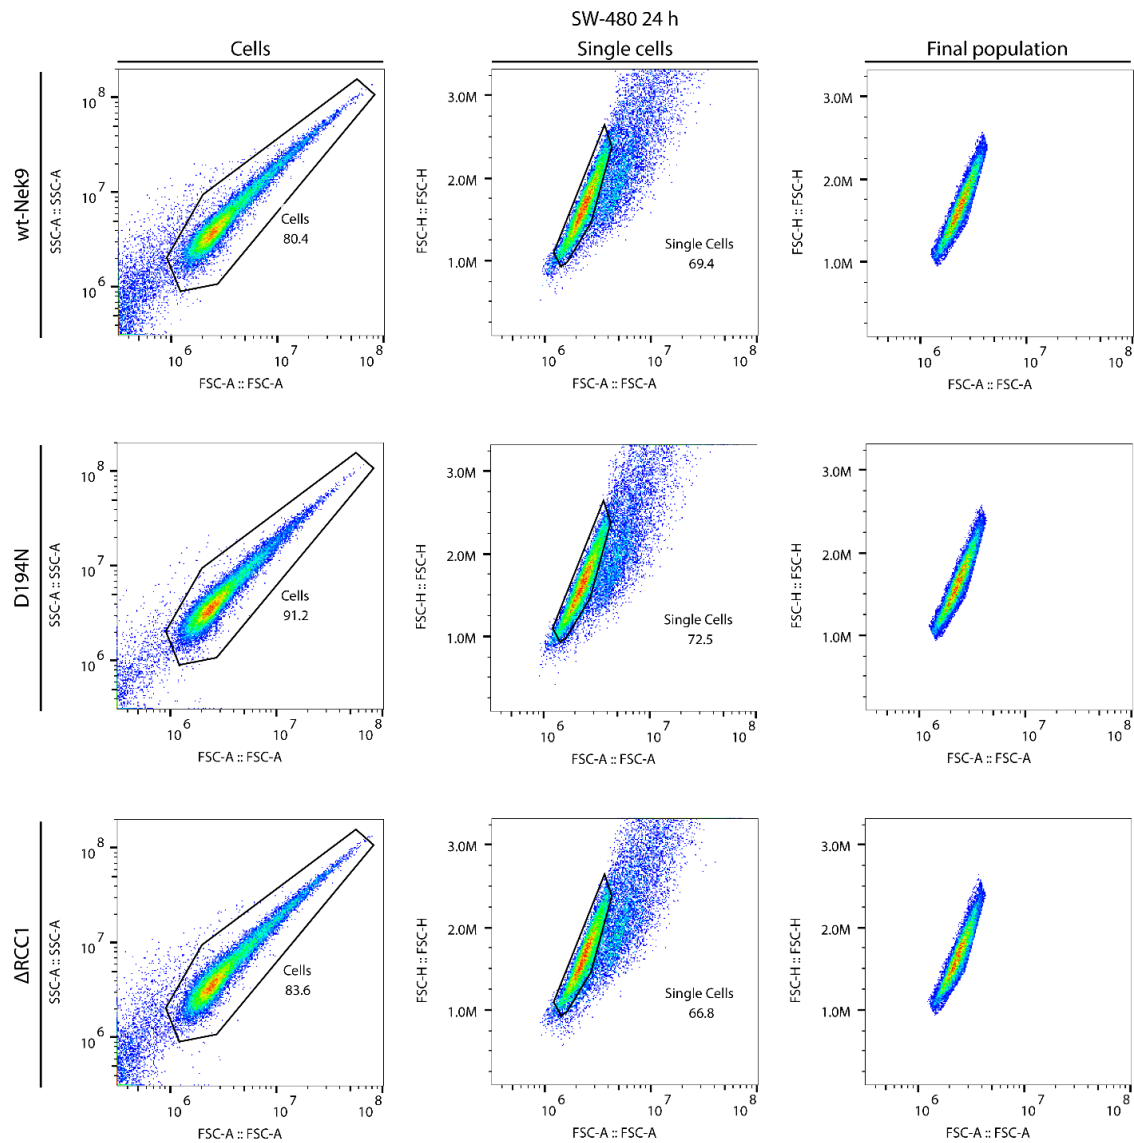 SW-480 24 h
Cells
Single cells
Final population
wt-Nek9
SSC-A :: SSC-A
10 8
10 7
10 6
Cells
80.4
10 6
10 7
10 8
FSC-A :: FSC-A
FSC-H :: FSC-H
3.0M
2.0M
1.0M
Single Cells
69.4
10 6
10 7
10 8
FSC-A :: FSC-A
FSC-H :: FSC-H
3.0M
2.0M
1.0M
10 6
10 7
10 8
FSC-A :: FSC-A
D194N
SSC-A :: SSC-A
10 8
10 7
10 6
Cells
91.2
10 6
10 7
10 8
FSC-A :: FSC-A
FSC-H :: FSC-H
3.0M
2.0M
1.0M
Single Cells
72.5
10 6
10 7
10 8
FSC-A :: FSC-A
FSC-H :: FSC-H
3.0M
2.0M
1.0M
10 6
10 7
10 8
FSC-A :: FSC-A
ΔRCC1
SSC-A :: SSC-A
10 8
10 7
10 6
Cells
83.6
10 6
10 7
10 8
FSC-A :: FSC-A
FSC-H :: FSC-H
3.0M
2.0M
1.0M
Single Cells
66.8
10 6
10 7
10 8
FSC-A :: FSC-A
FSC-H :: FSC-H
3.0M
2.0M
1.0M
10 6
10 7
10 8
FSC-A :: FSC-A